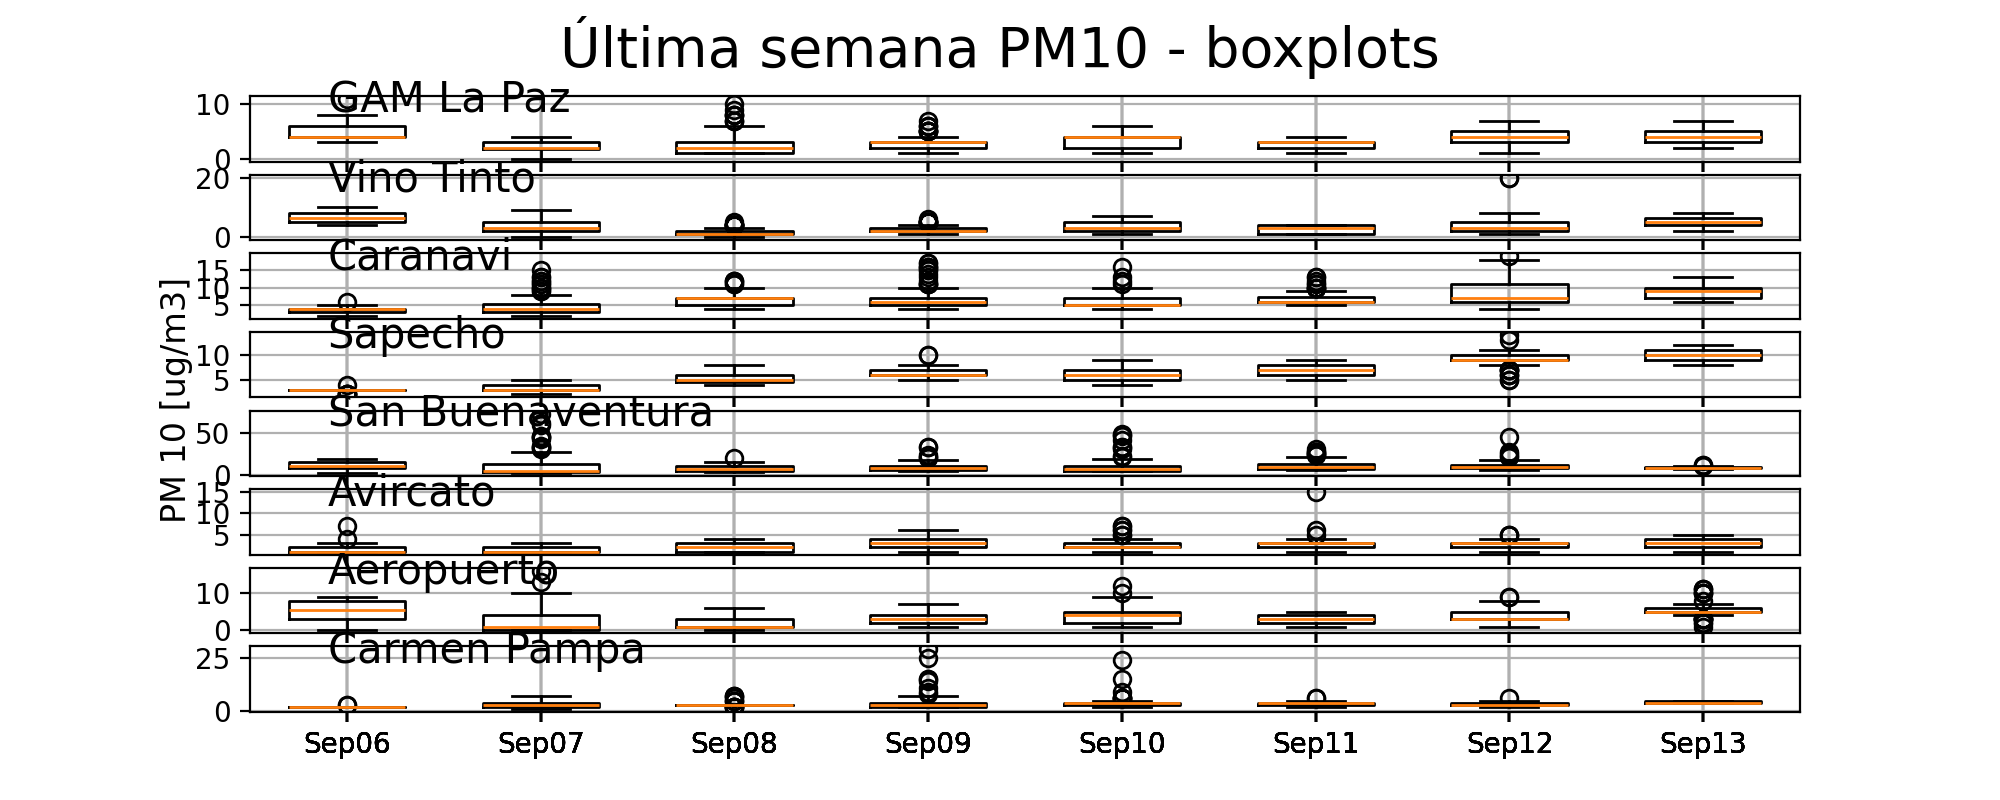 Última semana PM10 - boxplots
GAM La Paz
10
0
Vino Tinto
20
0
Caranavi
15
10
5
Sapecho
10
5
San Buenaventura
50
0
Avircato
15
10
5
Aeropuerto
10
0
Carmen Pampa
25
0
PM 10 [ug/m3]
Sep06 Sep07 Sep08 Sep09 Sep10 Sep11 Sep12 Sep13